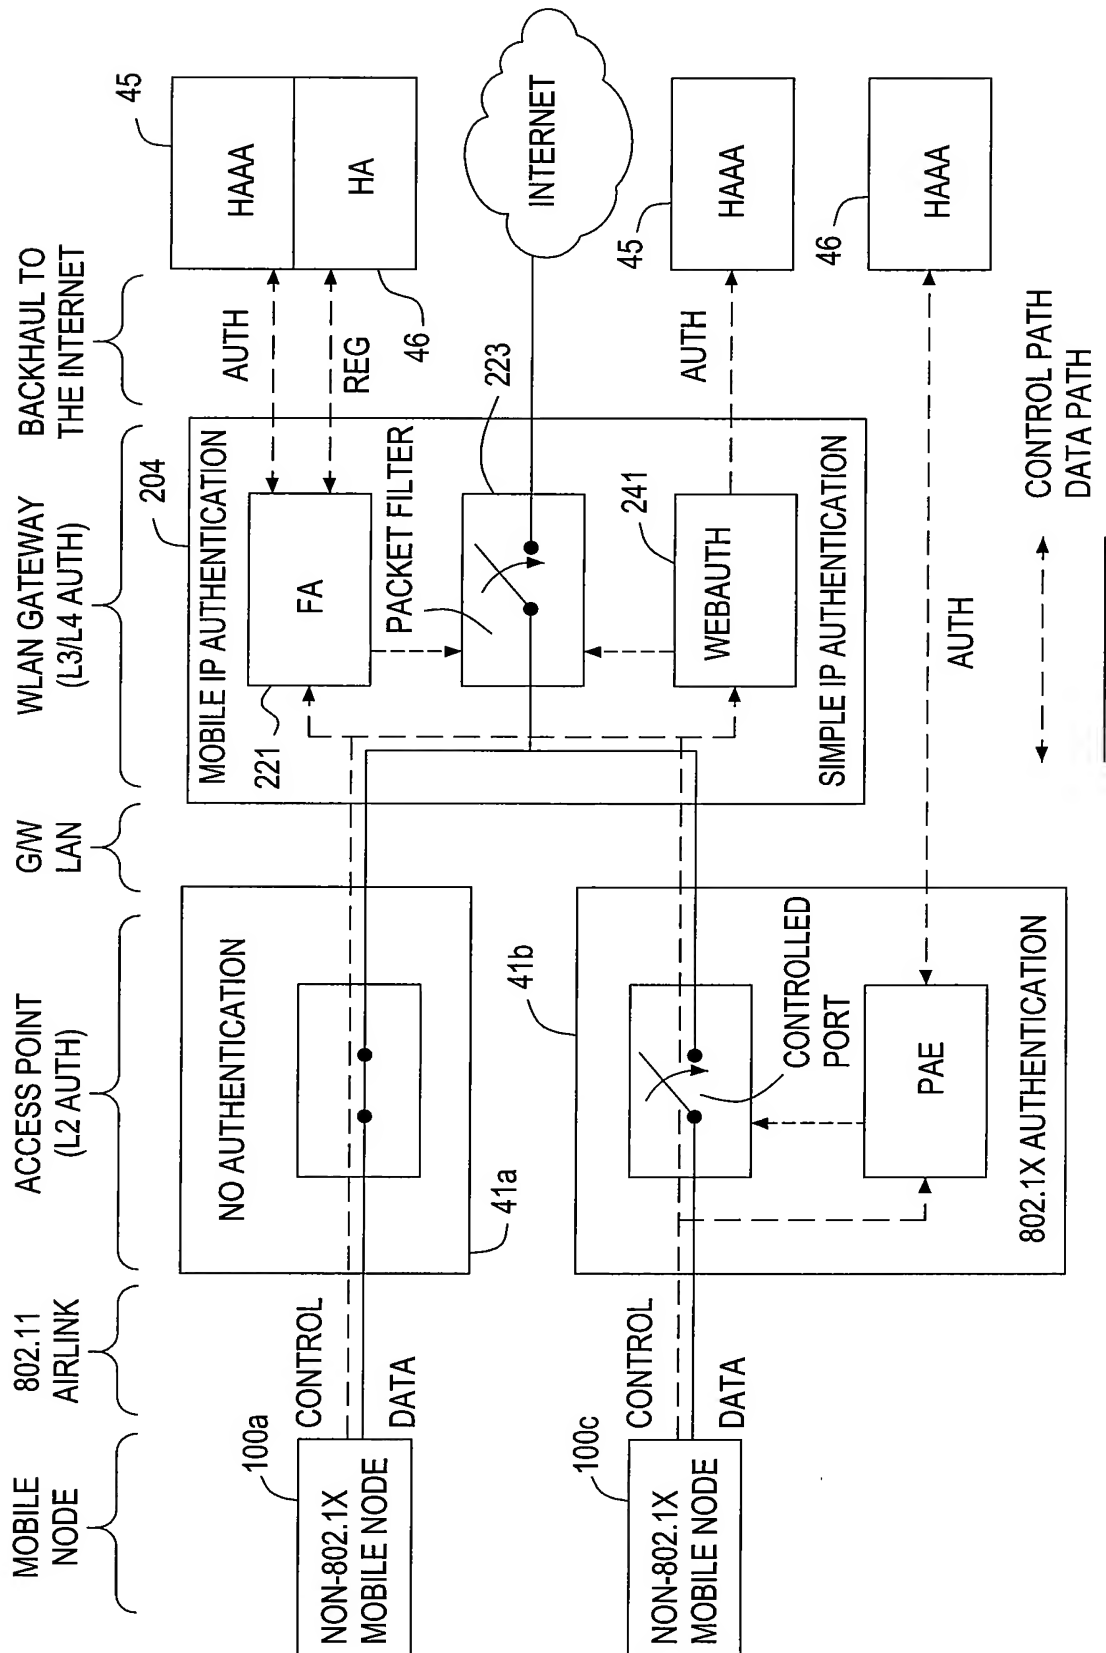 MOBILE
NODE
802.11
AIRLINK
ACCESS POINT
(L2 AUTH)
G/W
LAN
WLAN GATEWAY
(L3/L4 AUTH)
BACKHAUL TO
THE INTERNET
100a
NON-802.1X
MOBILE NODE
CONTROL
DATA
NO AUTHENTICATION
41a
204
MOBILE IP AUTHENTICATION
221
FA
PACKET FILTER
223
AUTH
REG
45
HAAA
HA
46
INTERNET
100c
NON-802.1X
MOBILE NODE
CONTROL
DATA
41b
CONTROLLED
PORT
PAE
802.1X AUTHENTICATION
241
WEBAUTH
SIMPLE IP AUTHENTICATION
AUTH
45
HAAA
AUTH
46
HAAA
CONTROL PATH
DATA PATH